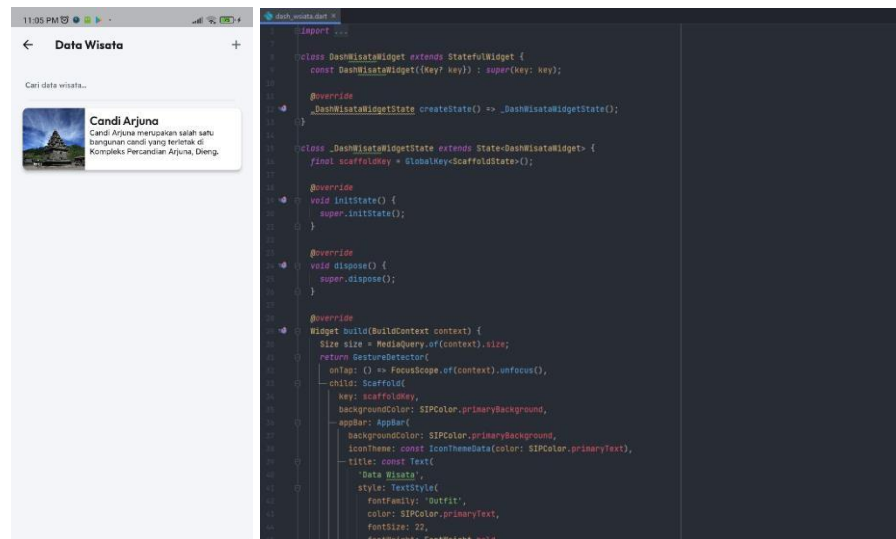 11:05 PM
Data Wisata
Cari data wisata...
Candi Arjuna
Candi Arjuna merupakan salah satu
bangunan candi yang terletak di
Kompleks Percandian Arjuna, Dieng.
dash_wisata.dart
import ...
class DashWisataWidget extends StatefulWidget {
const DashWisataWidget({Key? key}) : super(key: key);
@override
_DashWisataWidgetState createState() => _DashWisataWidgetState();
}
class _DashWisataWidgetState extends State<DashWisataWidget> {
final scaffoldKey = GlobalKey<ScaffoldState>();
@override
void initState() {
super.initState();
}
@override
void dispose() {
super.dispose();
}
@override
Widget build(BuildContext context) {
Size size = MediaQuery.of(context).size;
return GestureDetector(
onTap: () => FocusScope.of(context).unfocus(),
child: Scaffold(
key: scaffoldKey,
backgroundColor: SIPColor.primaryBackground,
appBar: AppBar(
backgroundColor: SIPColor.primaryBackground,
iconTheme: const IconThemeData(color: SIPColor.primaryText),
title: const Text(
'Data Wisata',
style: TextStyle(
fontFamily: 'Outfit',
color: SIPColor.primaryText,
fontSize: 22,